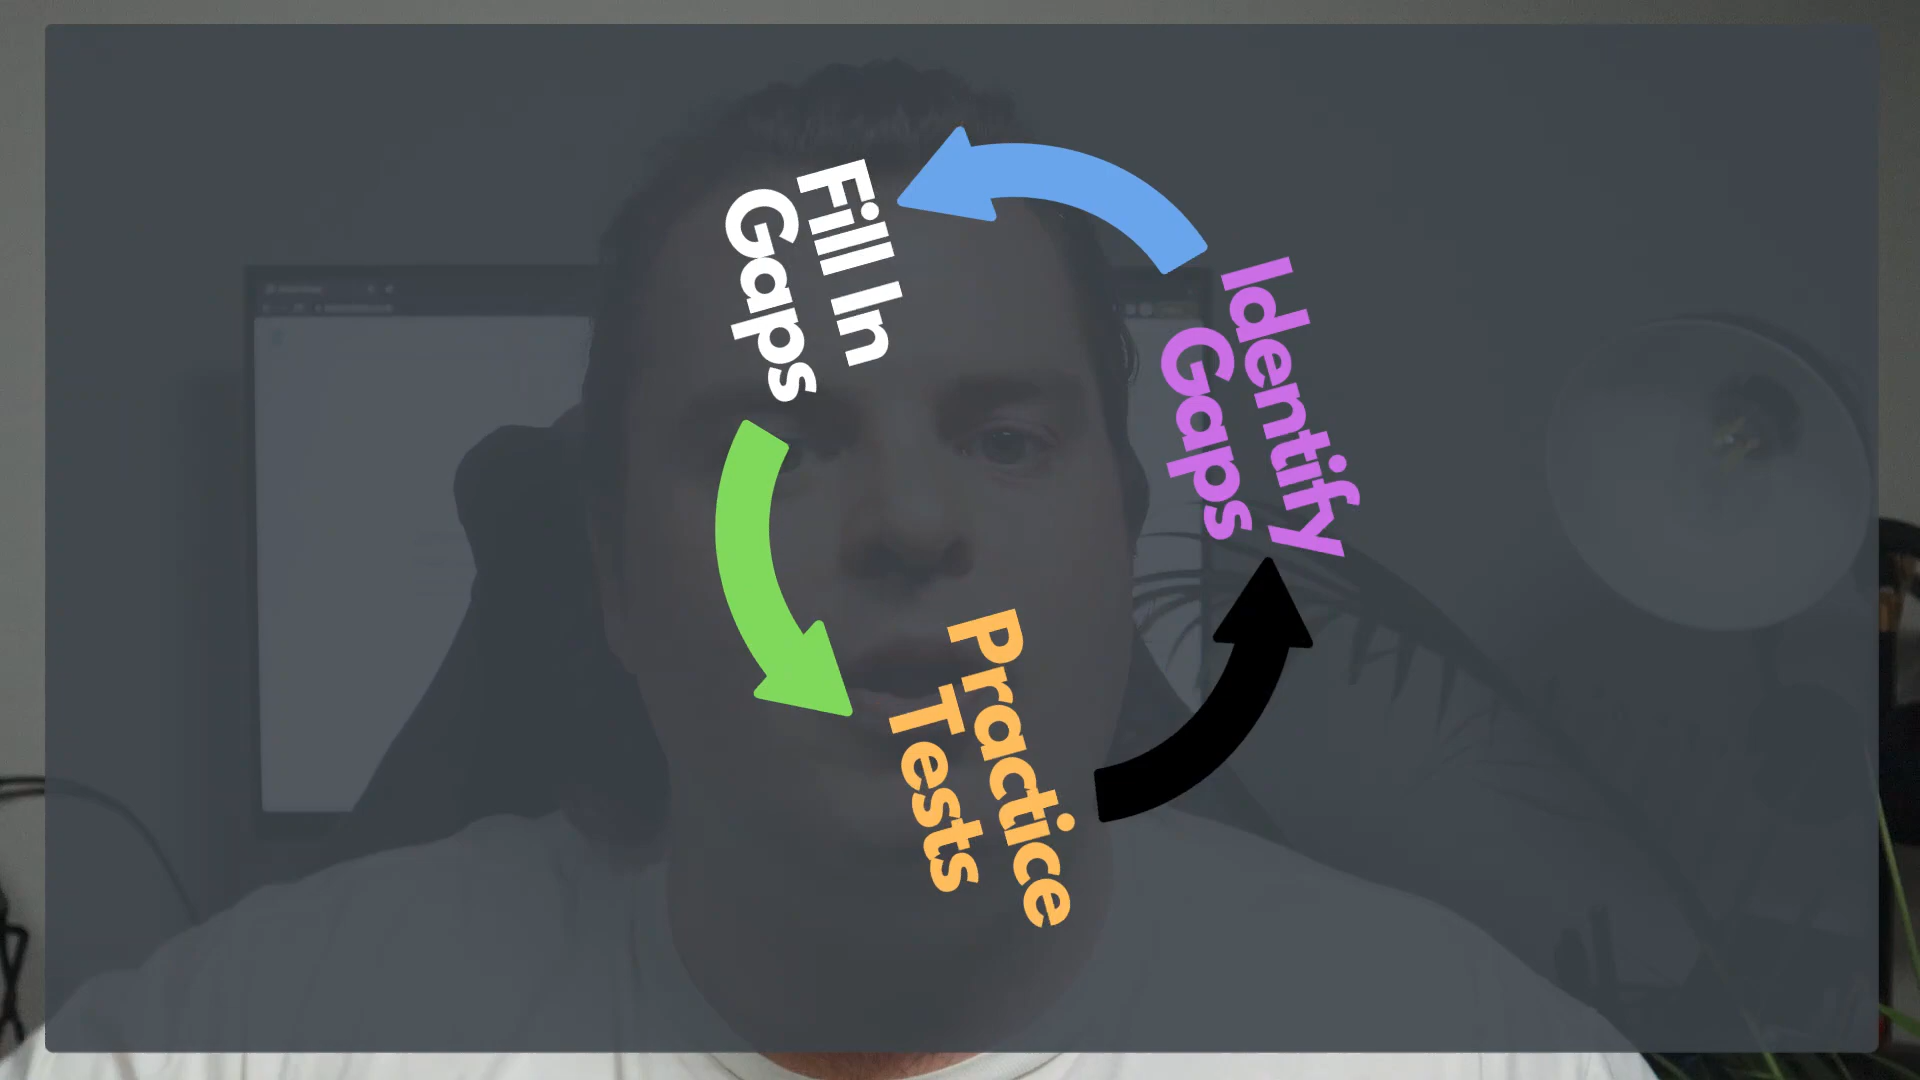 Fill In
Gaps
Identify
Gaps
Practice
Tests